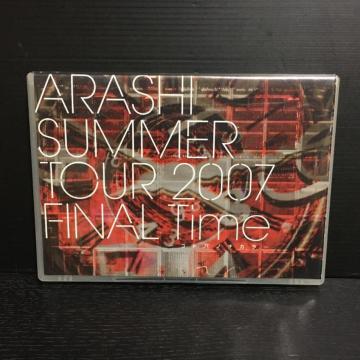 ARASHI
SUMMER
TOUR 2007
FINAL Time